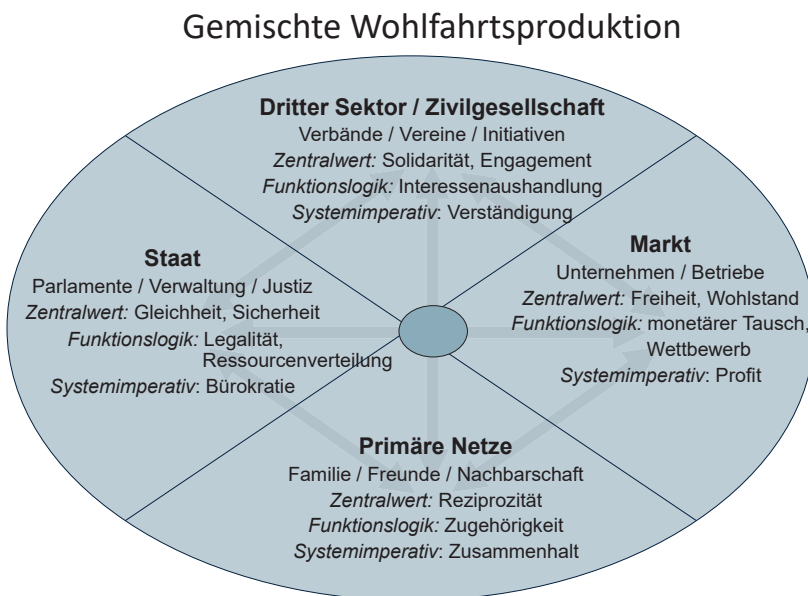 Gemischte Wohlfahrtsproduktion
Dritter Sektor / Zivilgesellschaft
Verbände / Vereine / Initiativen
Zentralwert: Solidarität, Engagement
Funktionslogik: Interessenaushandlung
Systemimperativ: Verständigung
Staat
Parlamente / Verwaltung / Justiz
Zentralwert: Gleichheit, Sicherheit
Funktionslogik: Legalität,
Ressourcenverteilung
Systemimperativ: Bürokratie
Markt
Unternehmen / Betriebe
Zentralwert: Freiheit, Wohlstand
Funktionslogik: monetärer Tausch,
Wettbewerb
Systemimperativ: Profit
Primäre Netze
Familie / Freunde / Nachbarschaft
Zentralwert: Reziprozität
Funktionslogik: Zugehörigkeit
Systemimperativ: Zusammenhalt